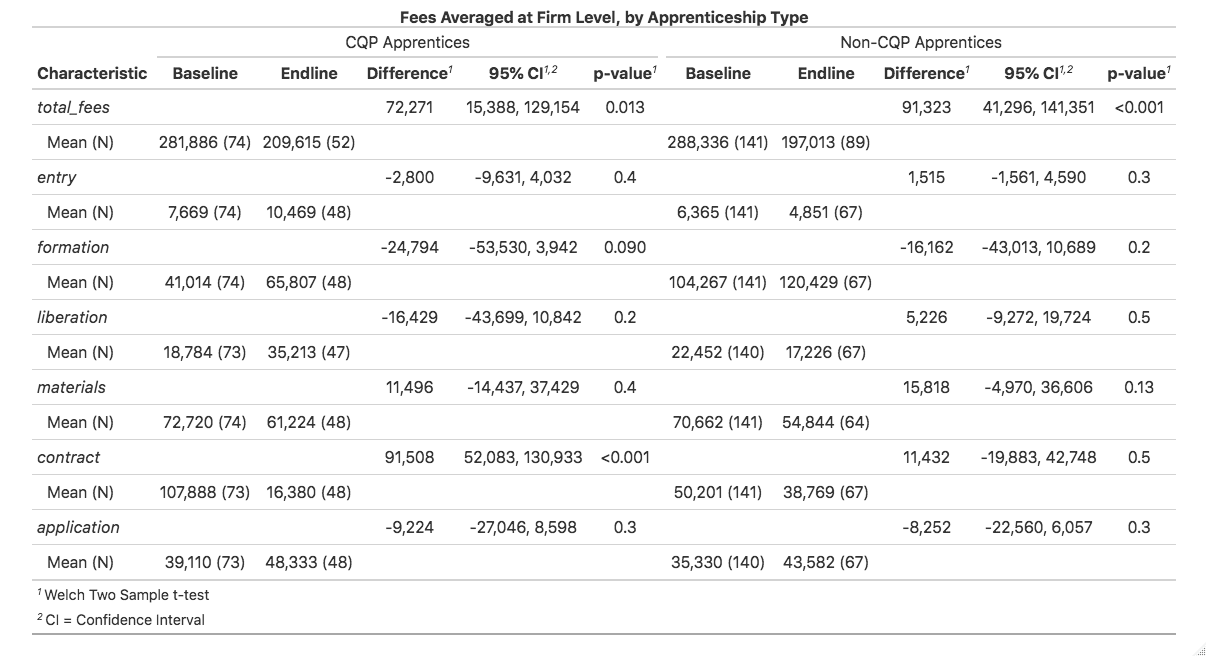 Fees Averaged at Firm Level, by Apprenticeship Type
CQP Apprentices Non-CQP Apprentices
Characteristic Baseline Endline Difference¹ 95% CI¹,² p-value¹ Baseline Endline Difference¹ 95% CI¹,² p-value¹
total_fees 72,271 15,388, 129,154 0.013 91,323 41,296, 141,351 <0.001
Mean (N) 281,886 (74) 209,615 (52) 288,336 (141) 197,013 (89)
entry -2,800 -9,631, 4,032 0.4 1,515 -1,561, 4,590 0.3
Mean (N) 7,669 (74) 10,469 (48) 6,365 (141) 4,851 (67)
formation -24,794 -53,530, 3,942 0.090 -16,162 -43,013, 10,689 0.2
Mean (N) 41,014 (74) 65,807 (48) 104,267 (141) 120,429 (67)
liberation -16,429 -43,699, 10,842 0.2 5,226 -9,272, 19,724 0.5
Mean (N) 18,784 (73) 35,213 (47) 22,452 (140) 17,226 (67)
materials 11,496 -14,437, 37,429 0.4 15,818 -4,970, 36,606 0.13
Mean (N) 72,720 (74) 61,224 (48) 70,662 (141) 54,844 (64)
contract 91,508 52,083, 130,933 <0.001 11,432 -19,883, 42,748 0.5
Mean (N) 107,888 (73) 16,380 (48) 50,201 (141) 38,769 (67)
application -9,224 -27,046, 8,598 0.3 -8,252 -22,560, 6,057 0.3
Mean (N) 39,110 (73) 48,333 (48) 35,330 (140) 43,582 (67)
¹ Welch Two Sample t-test
² CI = Confidence Interval